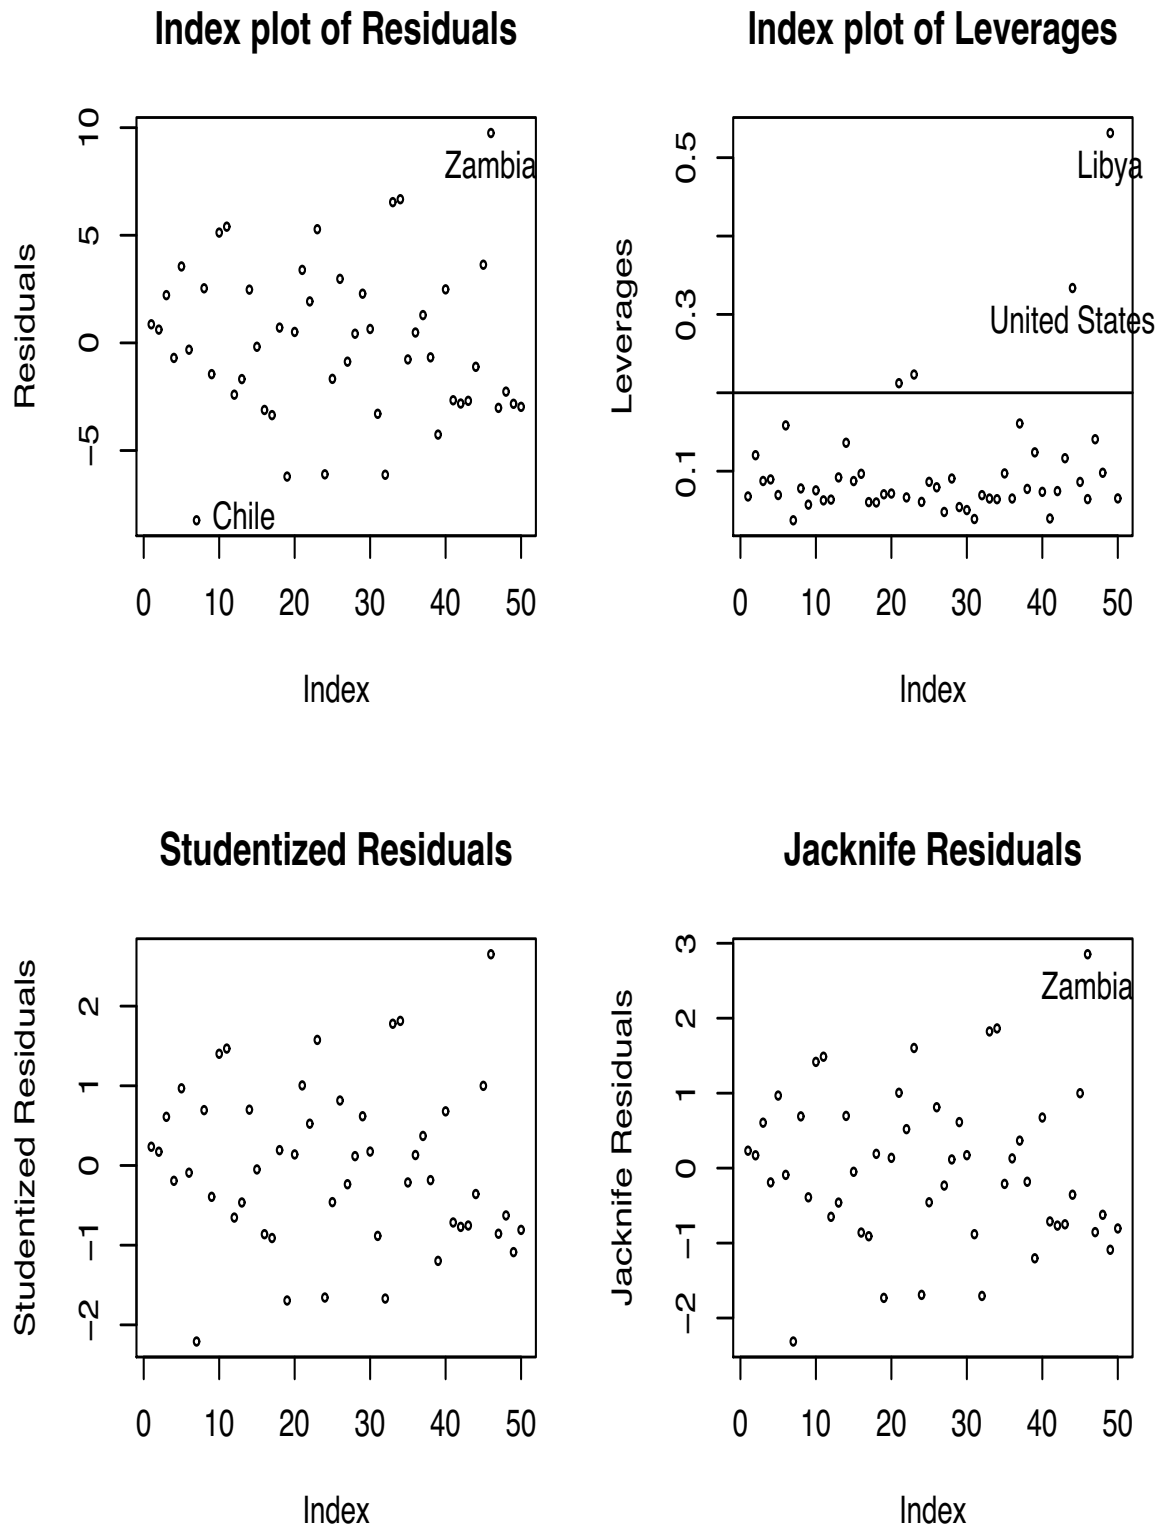 Index plot of Residuals
Residuals
10
5
0
−5
Zambia
Chile
0 10 20 30 40 50
Index
Index plot of Leverages
Leverages
0.5
0.3
0.1
Libya
United States
0 10 20 30 40 50
Index
Studentized Residuals
Studentized Residuals
2
1
0
−1
−2
0 10 20 30 40 50
Index
Jacknife Residuals
Jacknife Residuals
3
2
1
0
−1
−2
Zambia
0 10 20 30 40 50
Index